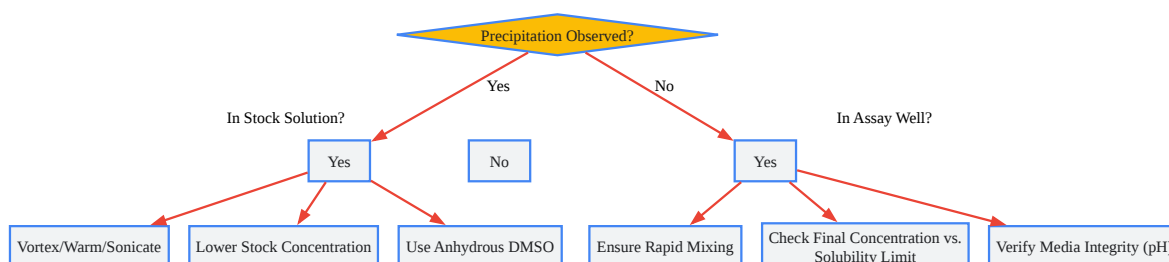 Precipitation Observed?
Yes
No
In Stock Solution?
In Assay Well?
Yes
No
Yes
Vortex/Warm/Sonicate
Lower Stock Concentration
Use Anhydrous DMSO
Ensure Rapid Mixing
Check Final Concentration vs.
Solubility Limit
Verify Media Integrity (pH)